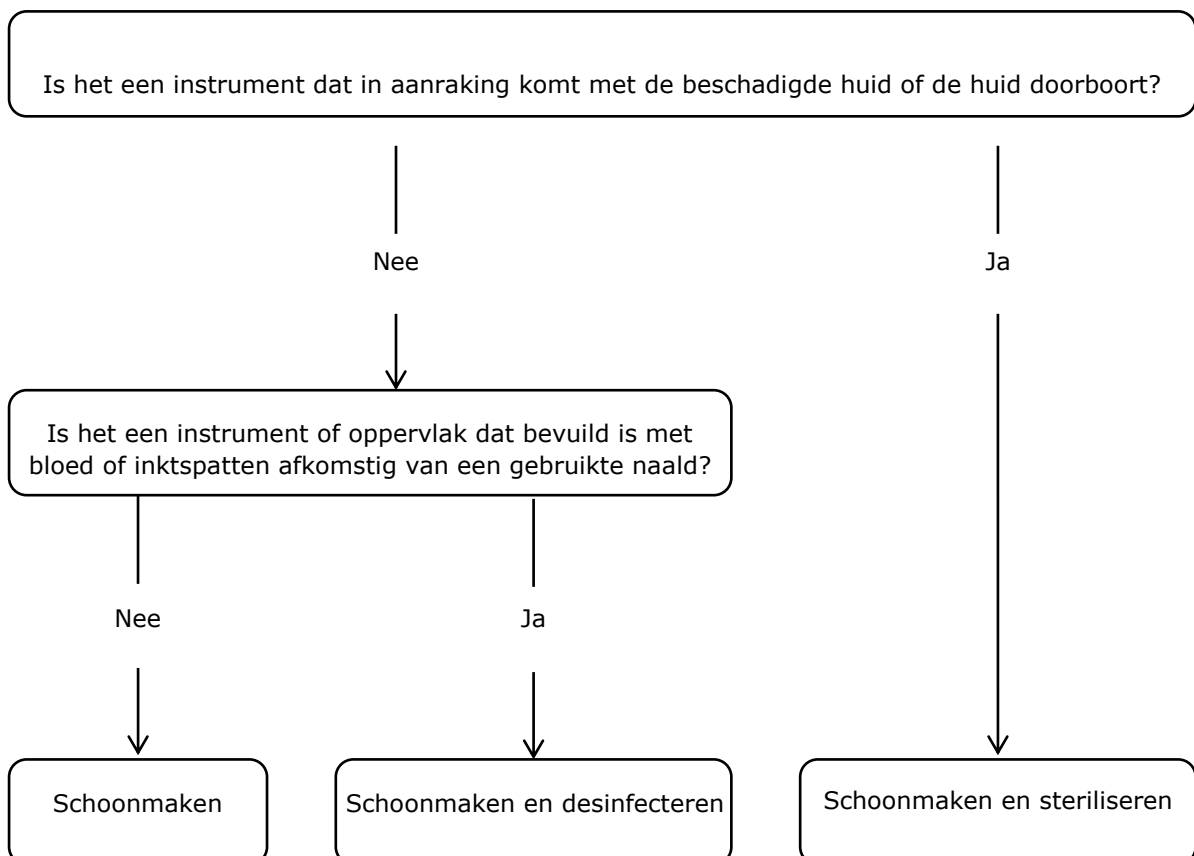 Is het een instrument dat in aanraking komt met de beschadigde huid of de huid doorboort?
Nee
Ja
Is het een instrument of oppervlak dat bevuild is met
bloed of inktspatten afkomstig van een gebruikte naald?
Nee
Ja
Schoonmaken
Schoonmaken en desinfecteren
Schoonmaken en steriliseren